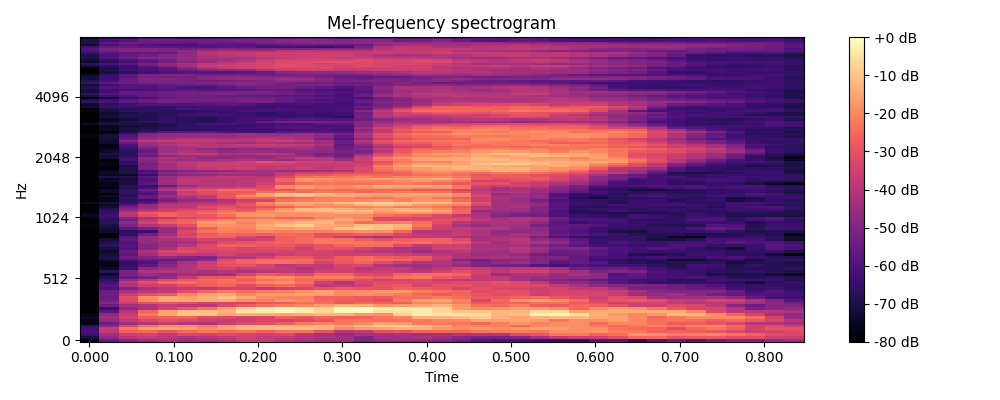 Mel-frequency spectrogram
+0 dB
-10 dB
-20 dB
-30 dB
-40 dB
-50 dB
-60 dB
-70 dB
-80 dB
4096
2048
1024
512
0
Hz
0.000 0.100 0.200 0.300 0.400 0.500 0.600 0.700 0.800
Time